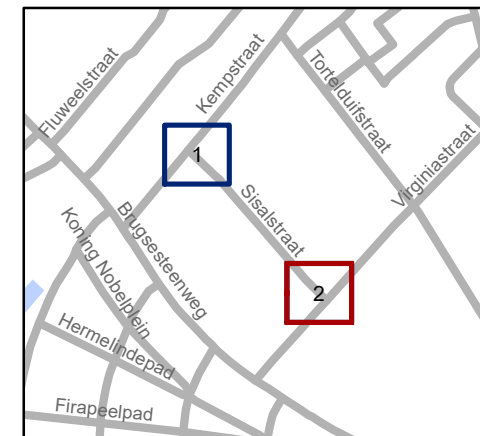 Fluweelstraat
Kempstraat
Tortelduifstraat
Virginiastraat
1
Sisalstraat
Koning Nobelplein
Brugsesteenweg
2
Hermelindepad
Firapeelpad